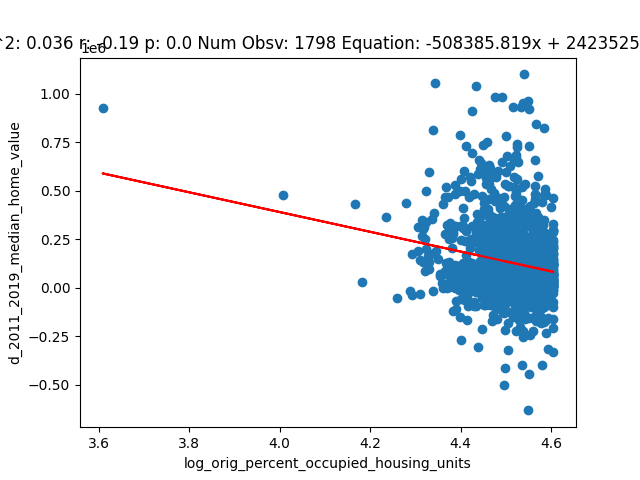 ^2: 0.036 r: -0.19 p: 0.0 Num Obsv: 1798 Equation: -508385.819x + 2423525
1e6
1.00
0.75
0.50
0.25
0.00
−0.25
−0.50
d_2011_2019_median_home_value
3.6 3.8 4.0 4.2 4.4 4.6
log_orig_percent_occupied_housing_units